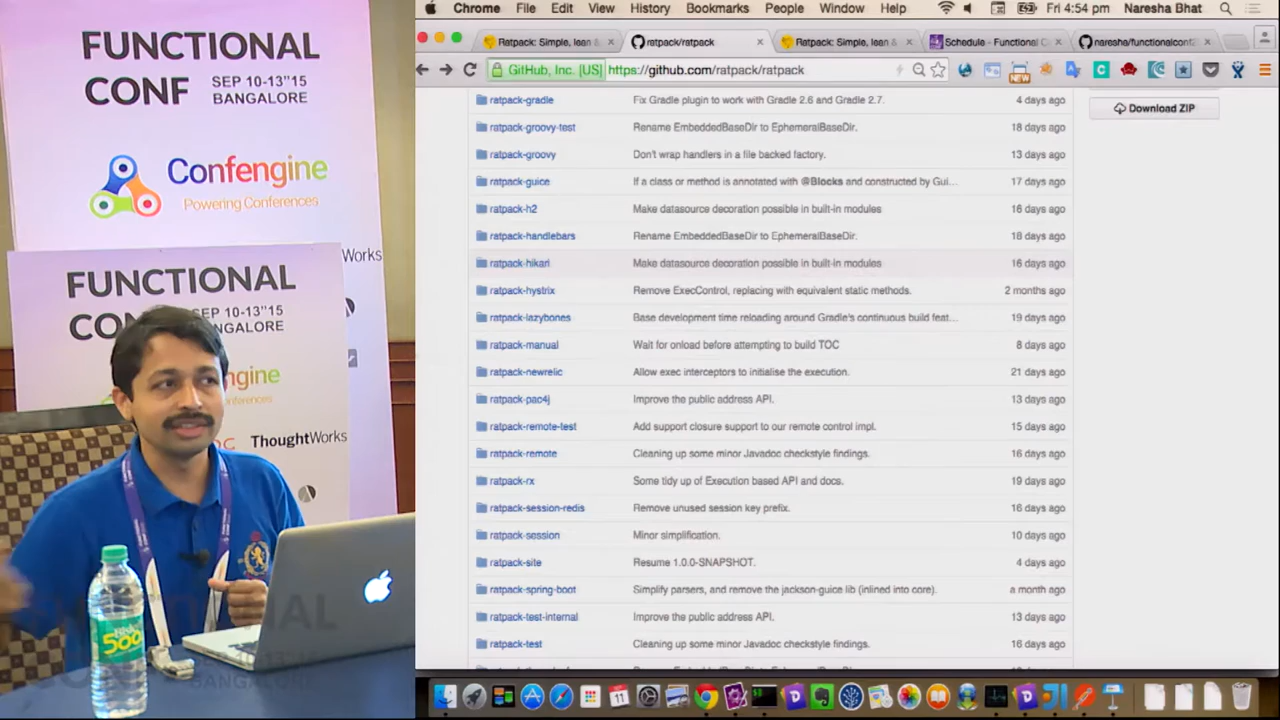 FUNCTIONAL
CONF SEP 10-13"15
BANGALORE
Confengine
Powering Conferences
FUNCTIONAL
CON SEP 10-13"15
NGALORE
Works
ngine
onferences
ThoughtWorks
500
BANGALORE
Chrome File Edit View History Bookmarks People Window Help Fri 4:54 pm Naresha Bhat
Ratpack: Simple, lean & ratpack/ratpack Ratpack: Simple, lean & Schedule - Functional C naresha/functionalconf2
GitHub, Inc. [US] https://github.com/ratpack/ratpack NEW
Download ZIP
ratpack-gradle Fix Gradle plugin to work with Gradle 2.6 and Gradle 2.7. 4 days ago
ratpack-groovy-test Rename EmbeddedBaseDir to EphemeralBaseDir. 18 days ago
ratpack-groovy Don't wrap handlers in a file backed factory. 13 days ago
ratpack-guice If a class or method is annotated with @Blocks and constructed by Gui... 17 days ago
ratpack-h2 Make datasource decoration possible in built-in modules 16 days ago
ratpack-handlebars Rename EmbeddedBaseDir to EphemeralBaseDir. 18 days ago
ratpack-hikari Make datasource decoration possible in built-in modules 16 days ago
ratpack-hystrix Remove ExecControl, replacing with equivalent static methods. 2 months ago
ratpack-lazybones Base development time reloading around Gradle's continuous build feat... 19 days ago
ratpack-manual Wait for onload before attempting to build TOC 8 days ago
ratpack-newrelic Allow exec interceptors to initialise the execution. 21 days ago
ratpack-pac4j Improve the public address API. 13 days ago
ratpack-remote-test Add support closure support to our remote control impl. 15 days ago
ratpack-remote Cleaning up some minor Javadoc checkstyle findings. 16 days ago
ratpack-rx Some tidy up of Execution based API and docs. 19 days ago
ratpack-session-redis Remove unused session key prefix. 16 days ago
ratpack-session Minor simplification. 10 days ago
ratpack-site Resume 1.0.0-SNAPSHOT. 4 days ago
ratpack-spring-boot Simplify parsers, and remove the jackson-guice lib (inlined into core). a month ago
ratpack-test-internal Improve the public address API. 13 days ago
ratpack-test Cleaning up some minor Javadoc checkstyle findings. 16 days ago